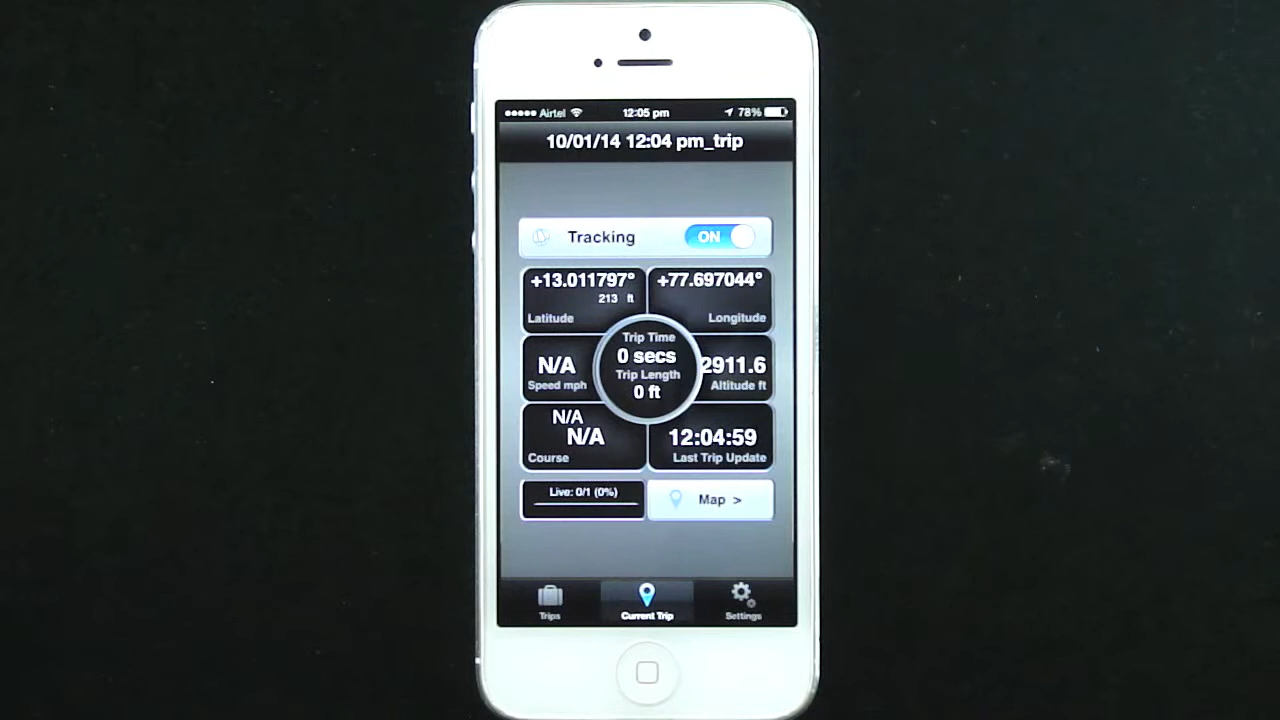 Airtel 12:05 pm 78%
10/01/14 12:04 pm_trip
Tracking ON
+13.011797° +77.697044°
213 ft
Latitude Longitude
Trip Time
0 secs
Trip Length
0 ft
N/A 2911.6
Speed mph Altitude ft
N/A
N/A 12:04:59
Course Last Trip Update
Live: 0/1 (0%) Map >
Trips Current Trip Settings